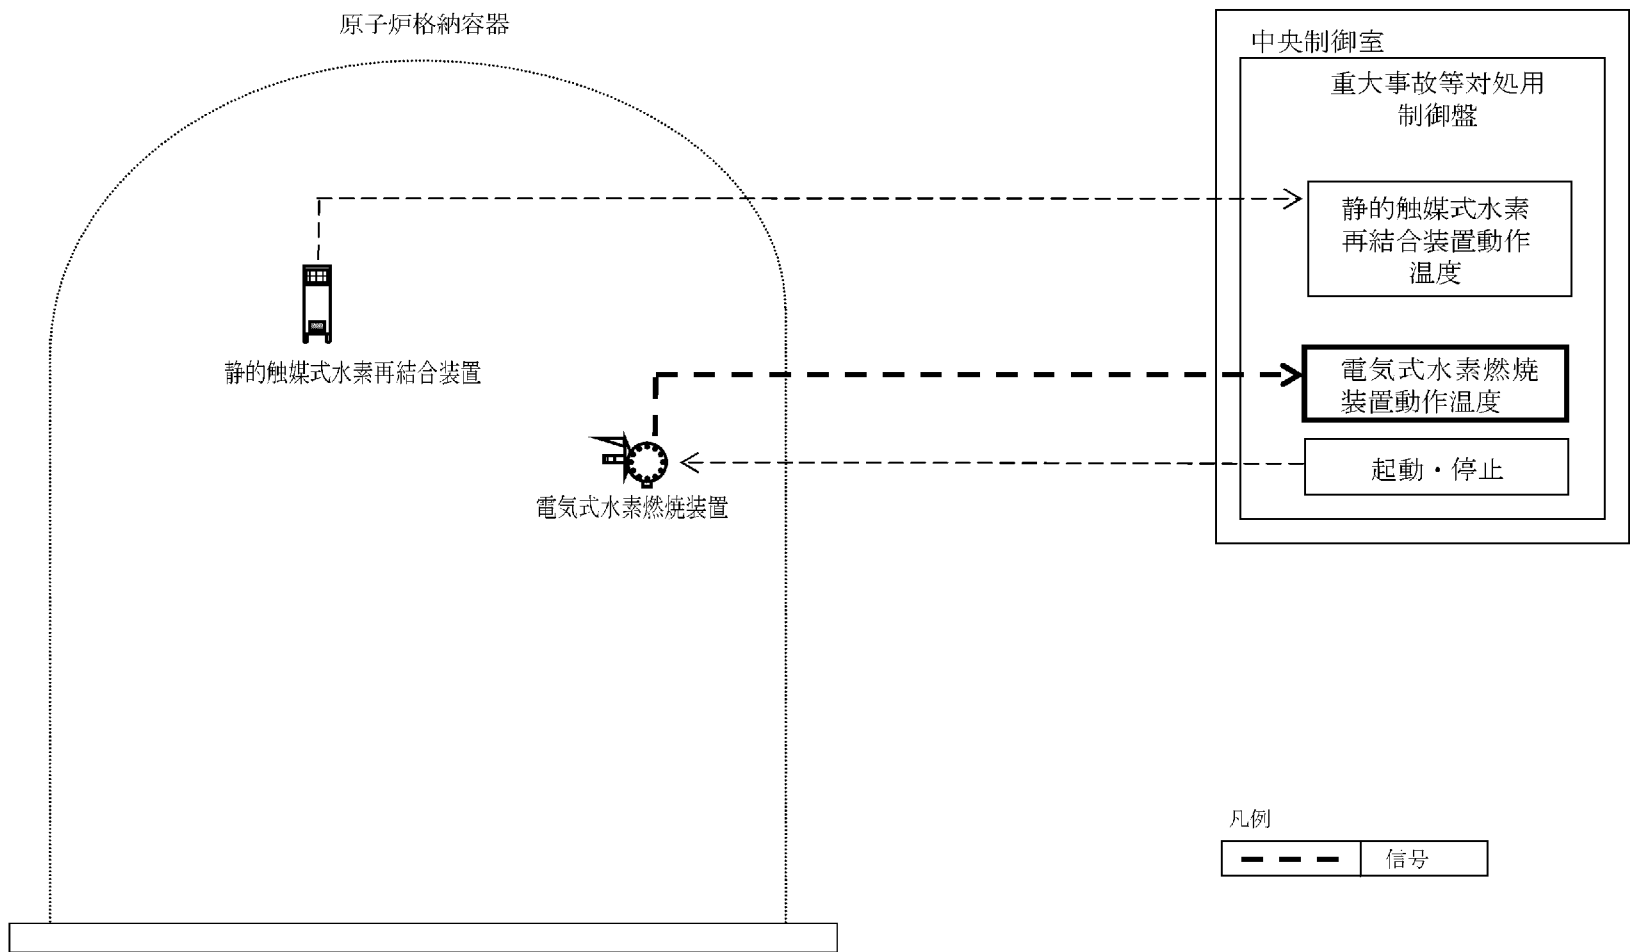 原子炉格納容器
中央制御室
重大事故等対処用
制御盤
静的触媒式水素
再結合装置動作
温度
静的触媒式水素再結合装置
電気式水素燃焼
装置動作温度
起動・停止
電気式水素燃焼装置
凡例
信号